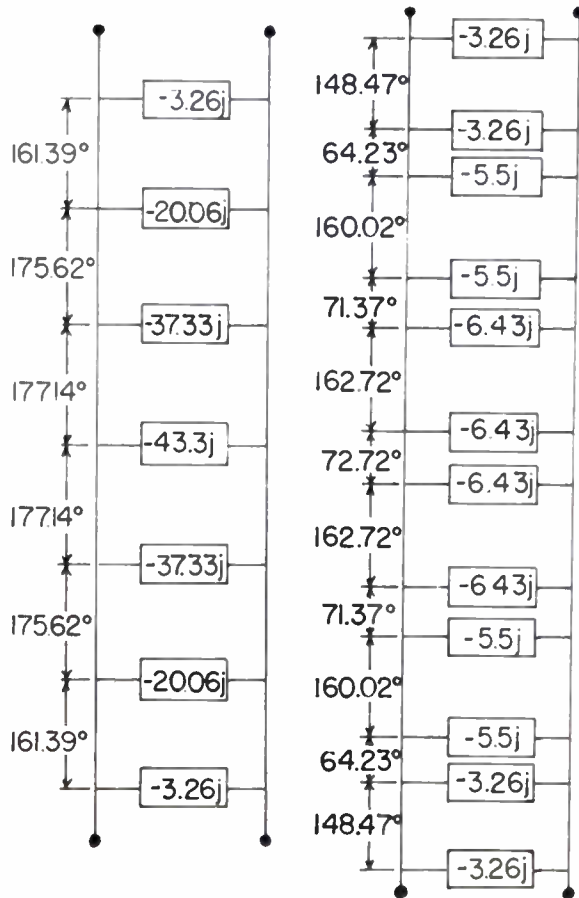 -3.26j
161.39°
-20.06j
175.62°
-37.33j
177.14°
-43.3j
177.14°
-37.33j
175.62°
-20.06j
161.39°
-3.26j
-3.26j
148.47°
-3.26j
64.23°
-5.5j
160.02°
-5.5j
71.37°
-6.43j
162.72°
-6.43j
72.72°
-6.43j
162.72°
-6.43j
71.37°
-5.5j
160.02°
-5.5j
64.23°
-3.26j
148.47°
-3.26j